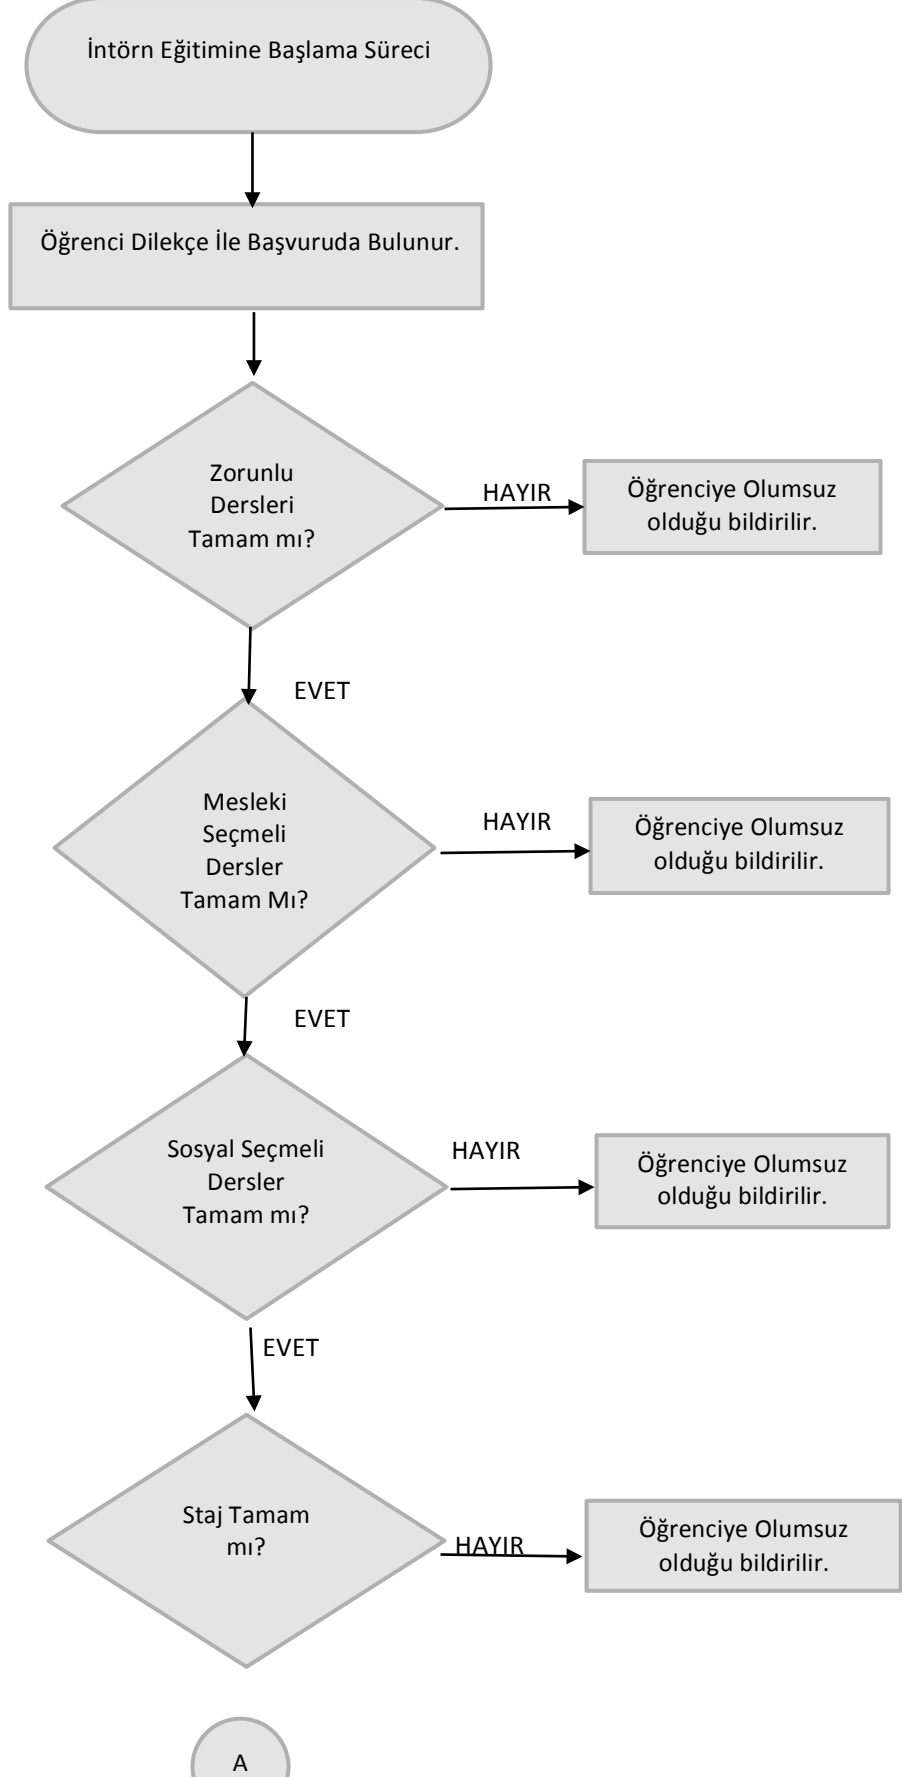 İntörn Eğitimine Başlama Süreci
Öğrenci Dilekçe İle Başvuruda Bulunur.
Zorunlu
Dersleri
Tamam mı?
HAYIR
Öğrenciye Olumsuz
olduğu bildirilir.
EVET
Mesleki
Seçmeli
Dersler
Tamam Mı?
HAYIR
Öğrenciye Olumsuz
olduğu bildirilir.
EVET
Sosyal Seçmeli
Dersler
Tamam mı?
HAYIR
Öğrenciye Olumsuz
olduğu bildirilir.
EVET
Staj Tamam
mı?
HAYIR
Öğrenciye Olumsuz
olduğu bildirilir.
A